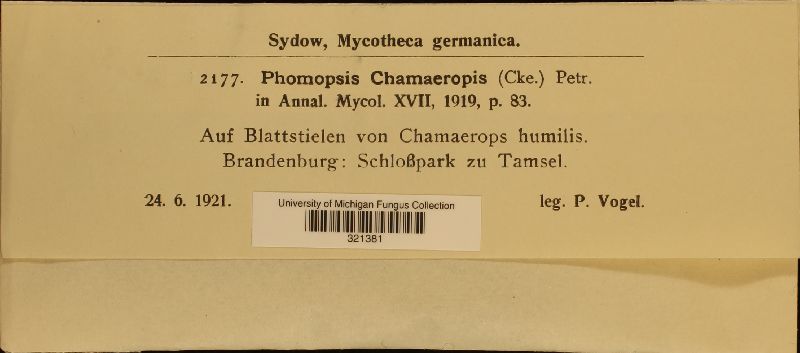 Sydow, Mycotheca germanica.
2177. Phomopsis Chamaeropis (Cke.) Petr.
in Annal. Mycol. XVII, 1919, p. 83.
Auf Blattstielen von Chamaerops humilis.
Brandenburg: Schloßpark zu Tamsel.
24. 6. 1921. leg. P. Vogel.
University of Michigan Fungus Collection
321381